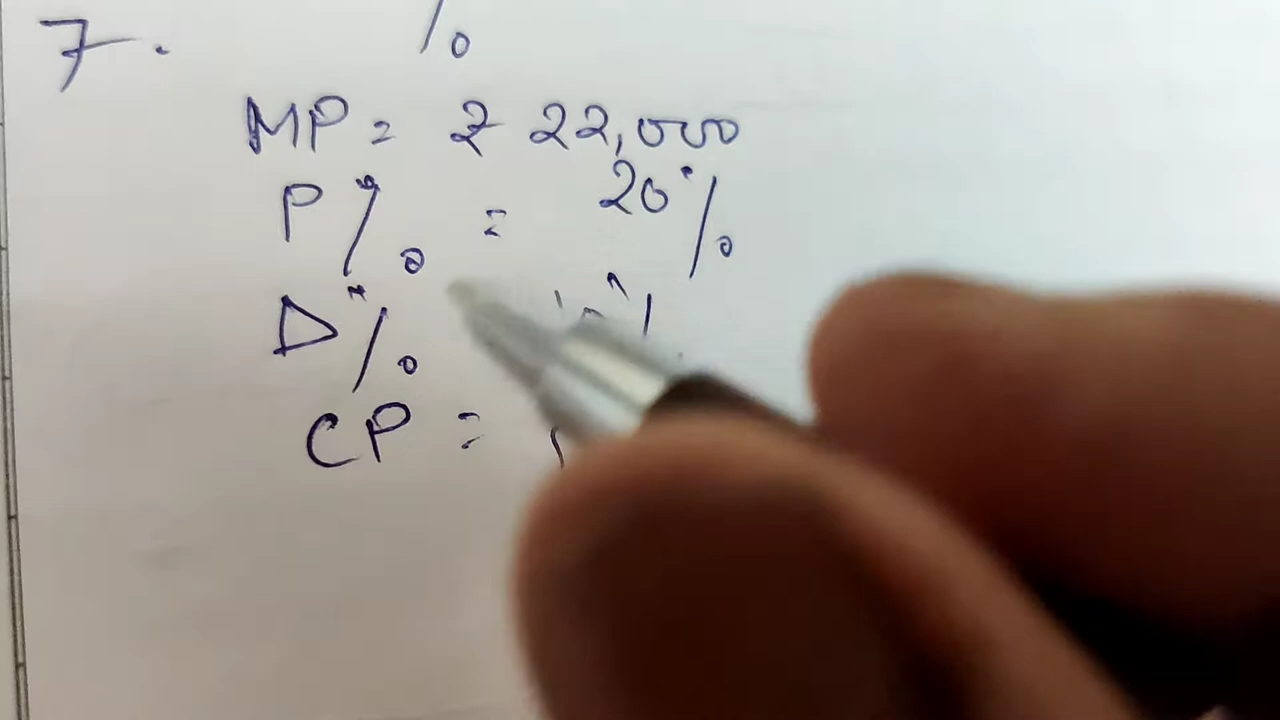 7. %
MP = ₹ 22,000
P% = 20%
D%
CP =